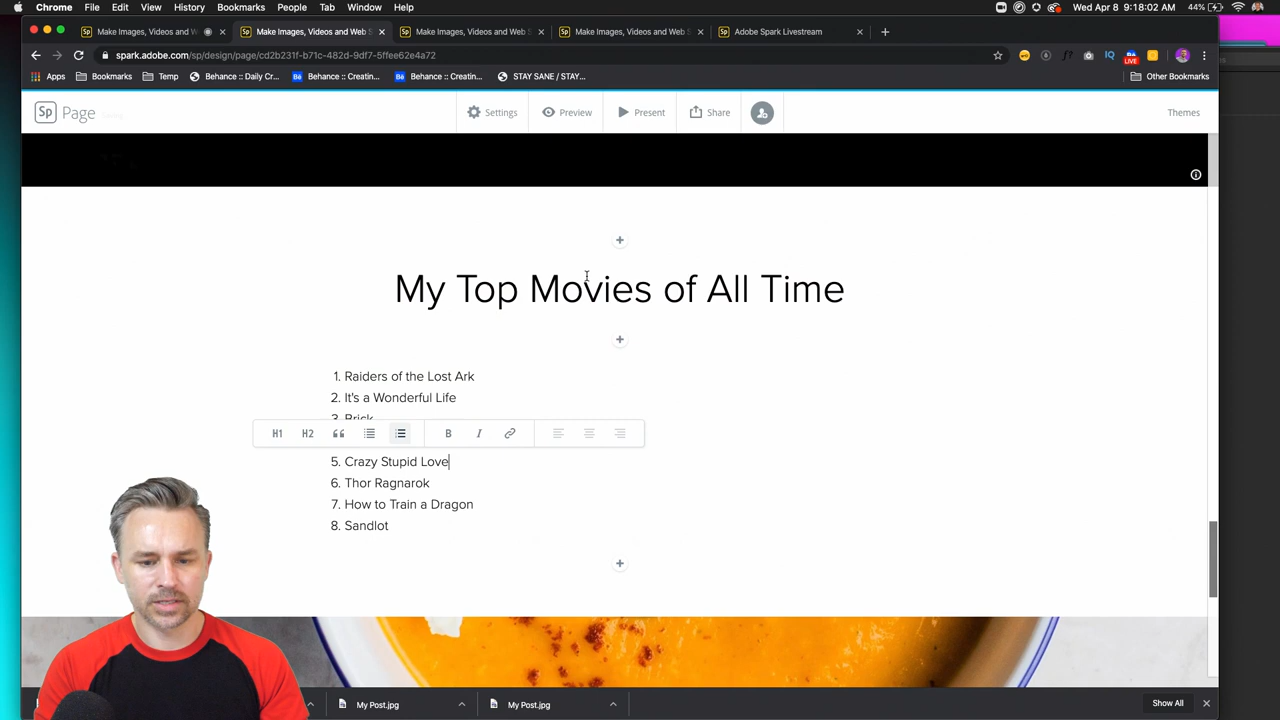 Chrome File Edit View History Bookmarks People Tab Window Help
44% Wed Apr 8 9:18:02 AM
Make Images, Videos and W
Make Images, Videos and Web S
Make Images, Videos and Web S
Make Images, Videos and Web S
Adobe Spark Livestream
spark.adobe.com/sp/design/page/cd2b231f-b71c-482d-9df7-5ffee62e4a72
IQ
LIVE
Apps Bookmarks Temp Behance :: Daily Cr... Behance :: Creatin... Behance :: Creatin... STAY SANE / STAY... Other Bookmarks
Sp Page Settings Preview Present Share Themes
My Top Movies of All Time
1. Raiders of the Lost Ark
2. It's a Wonderful Life
3. Brick
H1 H2 B I
5. Crazy Stupid Love
6. Thor Ragnarok
7. How to Train a Dragon
8. Sandlot
My Post.jpg My Post.jpg Show All